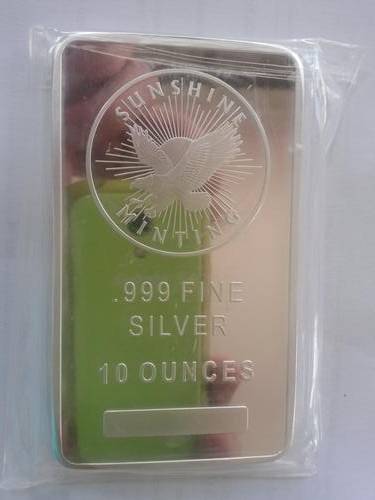 SUNSHINE
MINTING
.999 FINE
SILVER
10 OUNCES